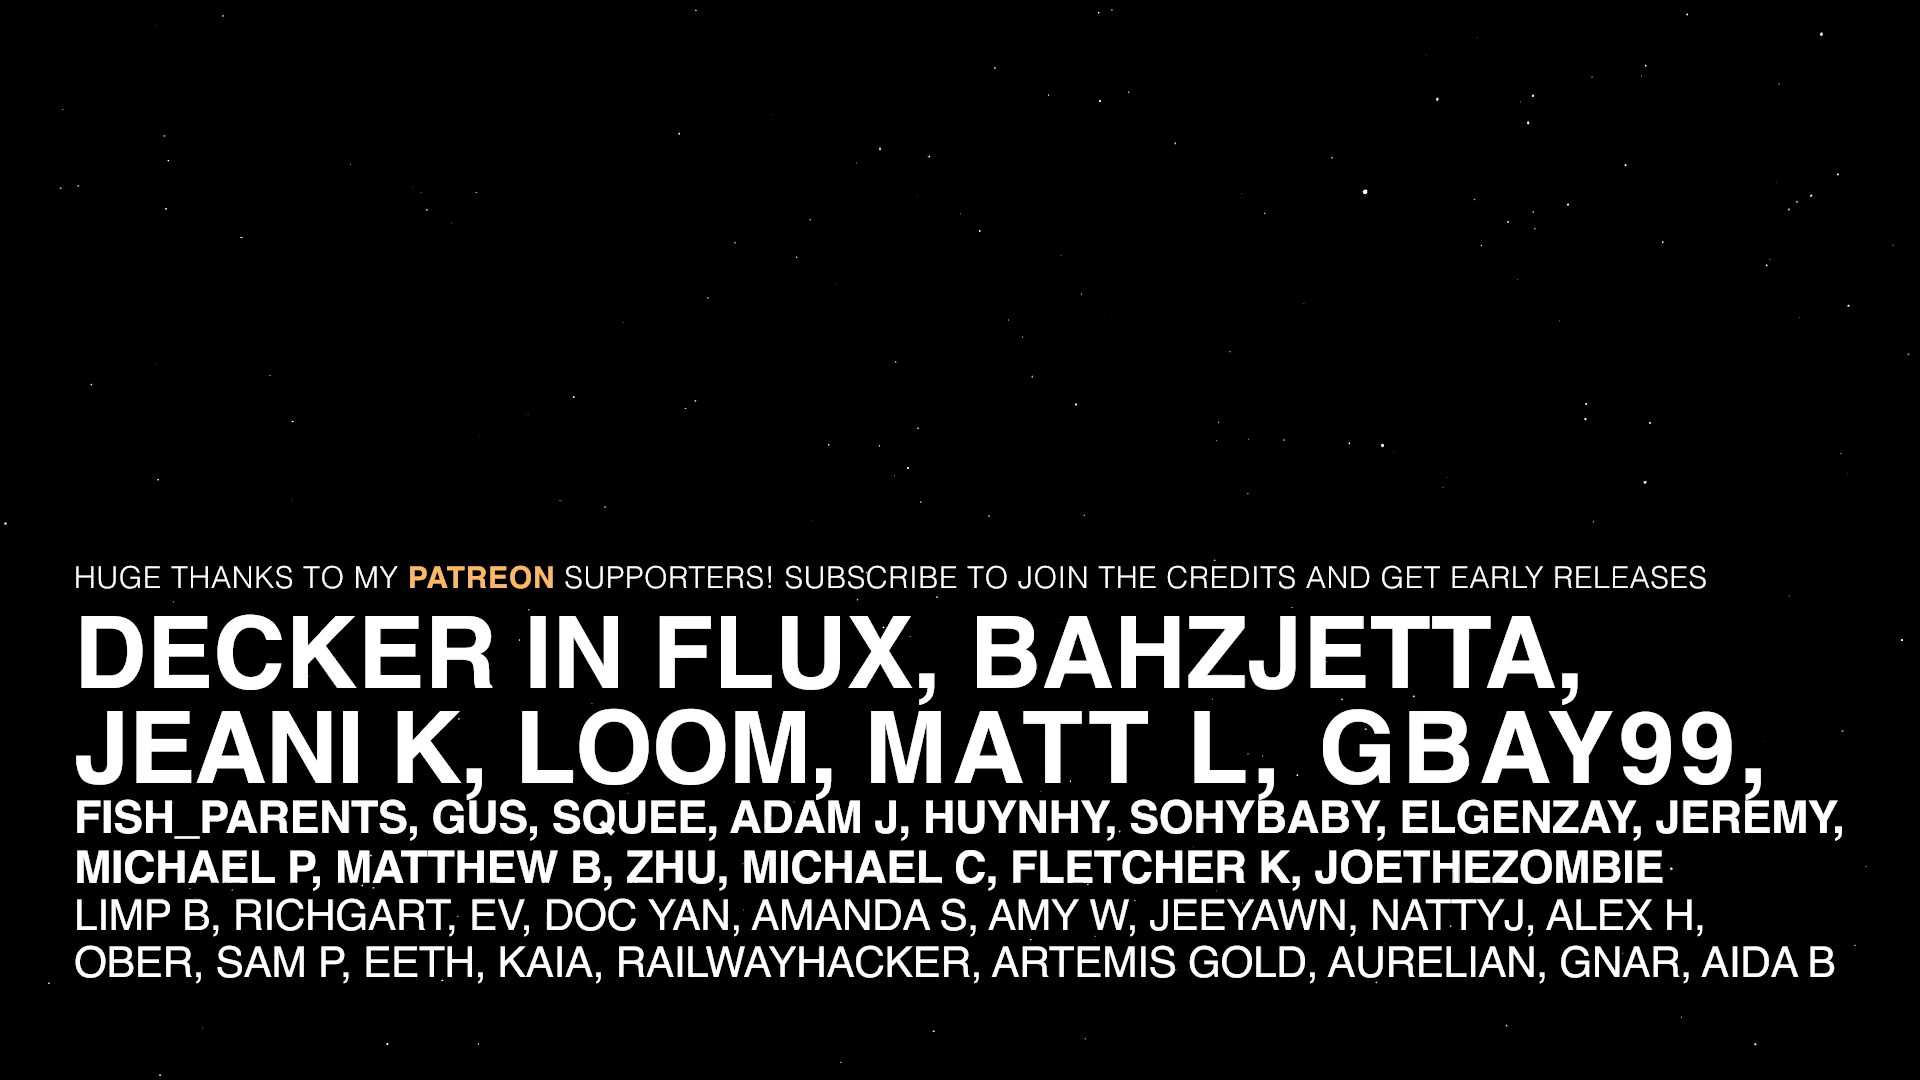 HUGE THANKS TO MY PATREON SUPPORTERS! SUBSCRIBE TO JOIN THE CREDITS AND GET EARLY RELEASES
DECKER IN FLUX, BAHZJETTA,
JEANI K, LOOM, MATT L, GBAY99,
FISH_PARENTS, GUS, SQUEE, ADAM J, HUYNHY, SOHYBABY, ELGENZAY, JEREMY,
MICHAEL P, MATTHEW B, ZHU, MICHAEL C, FLETCHER K, JOETHEZOMBIE
LIMP B, RICHGART, EV, DOC YAN, AMANDA S, AMY W, JEEYAWN, NATTYJ, ALEX H,
OBER, SAM P, EETH, KAIA, RAILWAYHACKER, ARTEMIS GOLD, AURELIAN, GNAR, AIDA B